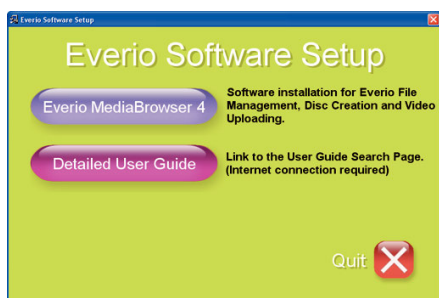 Everio Software Setup
Everio Software Setup
Everio MediaBrowser 4
Software installation for Everio File
Management, Disc Creation and Video
Uploading.
Detailed User Guide
Link to the User Guide Search Page.
(Internet connection required)
Quit